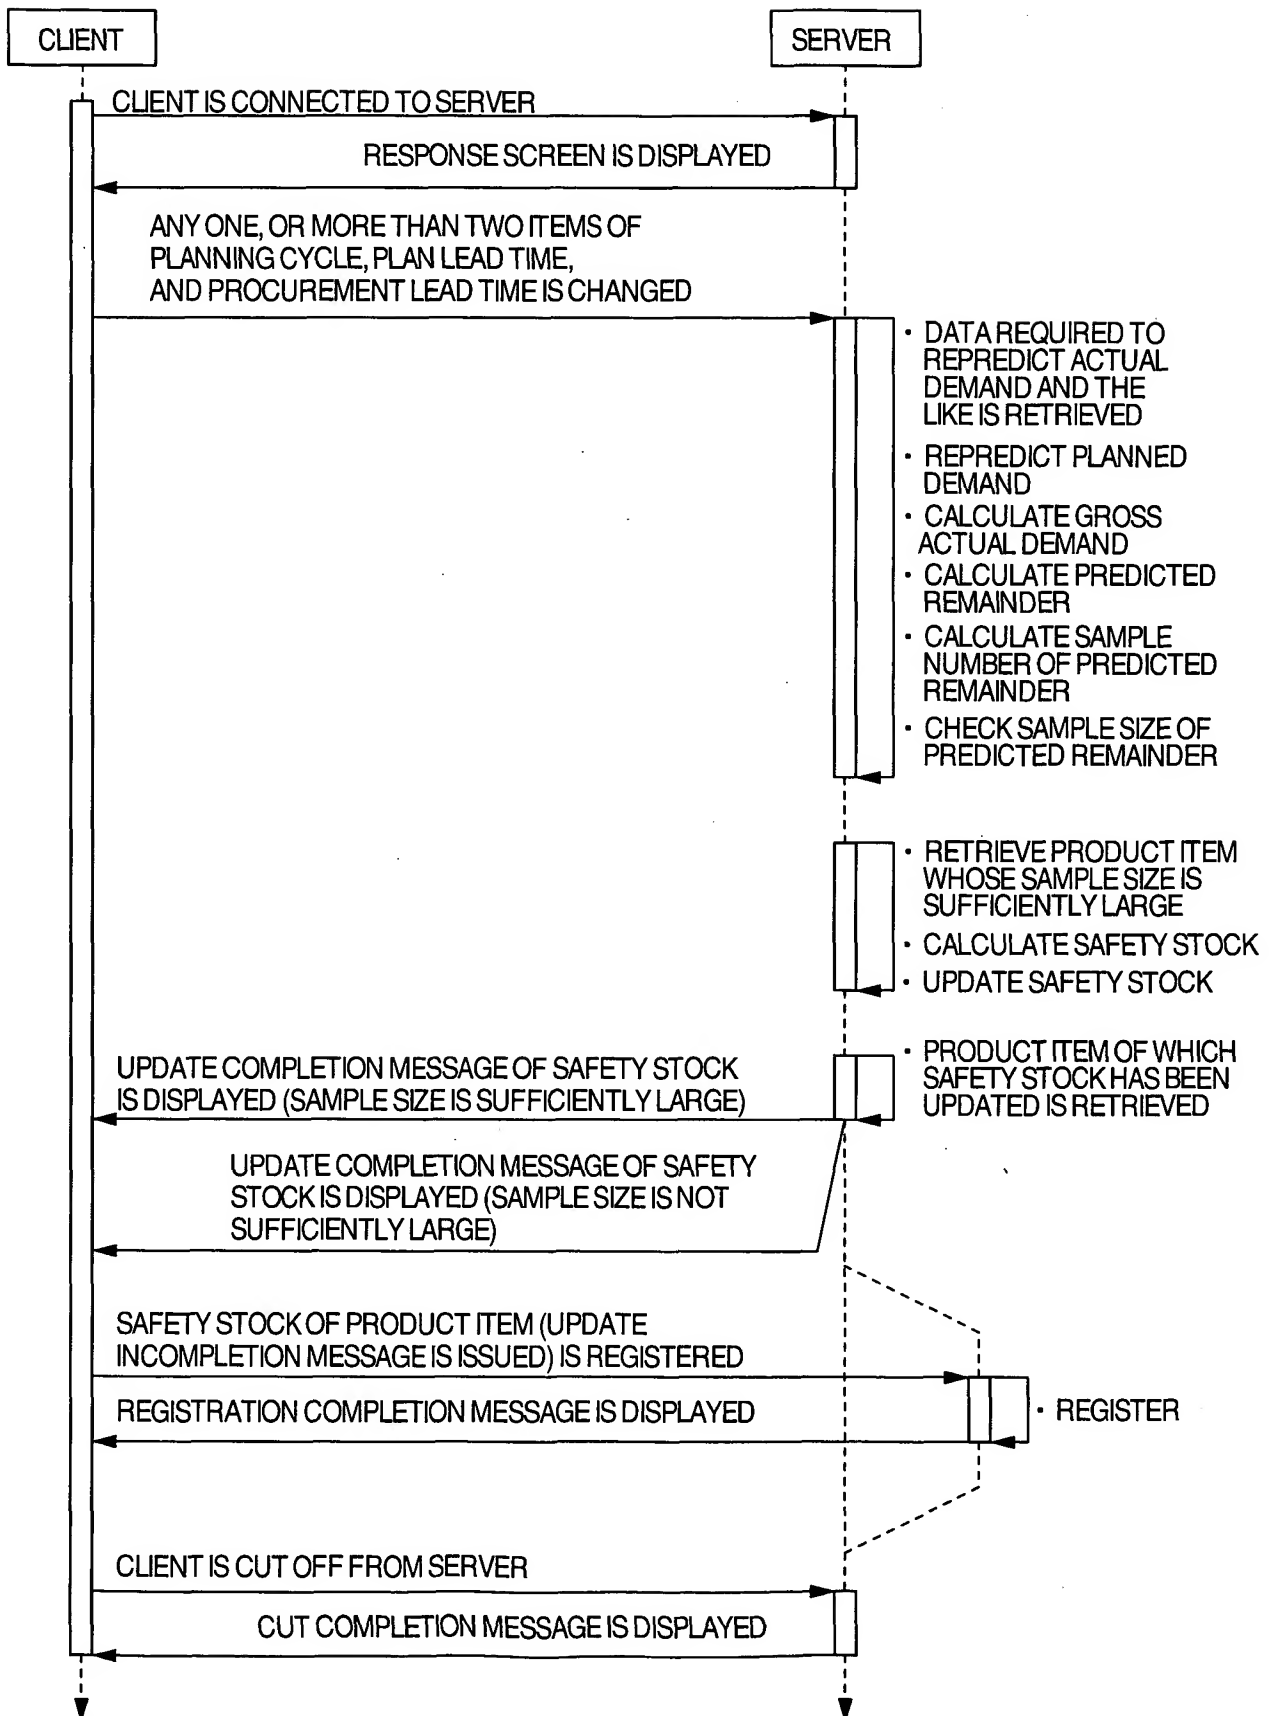 CLIENT
SERVER
CLIENT IS CONNECTED TO SERVER
RESPONSE SCREEN IS DISPLAYED
ANY ONE, OR MORE THAN TWO ITEMS OF
PLANNING CYCLE, PLAN LEAD TIME,
AND PROCUREMENT LEAD TIME IS CHANGED
· DATA REQUIRED TO
REPREDICT ACTUAL
DEMAND AND THE
LIKE IS RETRIEVED
· REPREDICT PLANNED
DEMAND
· CALCULATE GROSS
ACTUAL DEMAND
· CALCULATE PREDICTED
REMAINDER
· CALCULATE SAMPLE
NUMBER OF PREDICTED
REMAINDER
· CHECK SAMPLE SIZE OF
PREDICTED REMAINDER
· RETRIEVE PRODUCT ITEM
WHOSE SAMPLE SIZE IS
SUFFICIENTLY LARGE
· CALCULATE SAFETY STOCK
· UPDATE SAFETY STOCK
· PRODUCT ITEM OF WHICH
SAFETY STOCK HAS BEEN
UPDATED IS RETRIEVED
UPDATE COMPLETION MESSAGE OF SAFETY STOCK
IS DISPLAYED (SAMPLE SIZE IS SUFFICIENTLY LARGE)
UPDATE COMPLETION MESSAGE OF SAFETY
STOCK IS DISPLAYED (SAMPLE SIZE IS NOT
SUFFICIENTLY LARGE)
SAFETY STOCK OF PRODUCT ITEM (UPDATE
INCOMPLETION MESSAGE IS ISSUED) IS REGISTERED
REGISTRATION COMPLETION MESSAGE IS DISPLAYED
· REGISTER
CLIENT IS CUT OFF FROM SERVER
CUT COMPLETION MESSAGE IS DISPLAYED